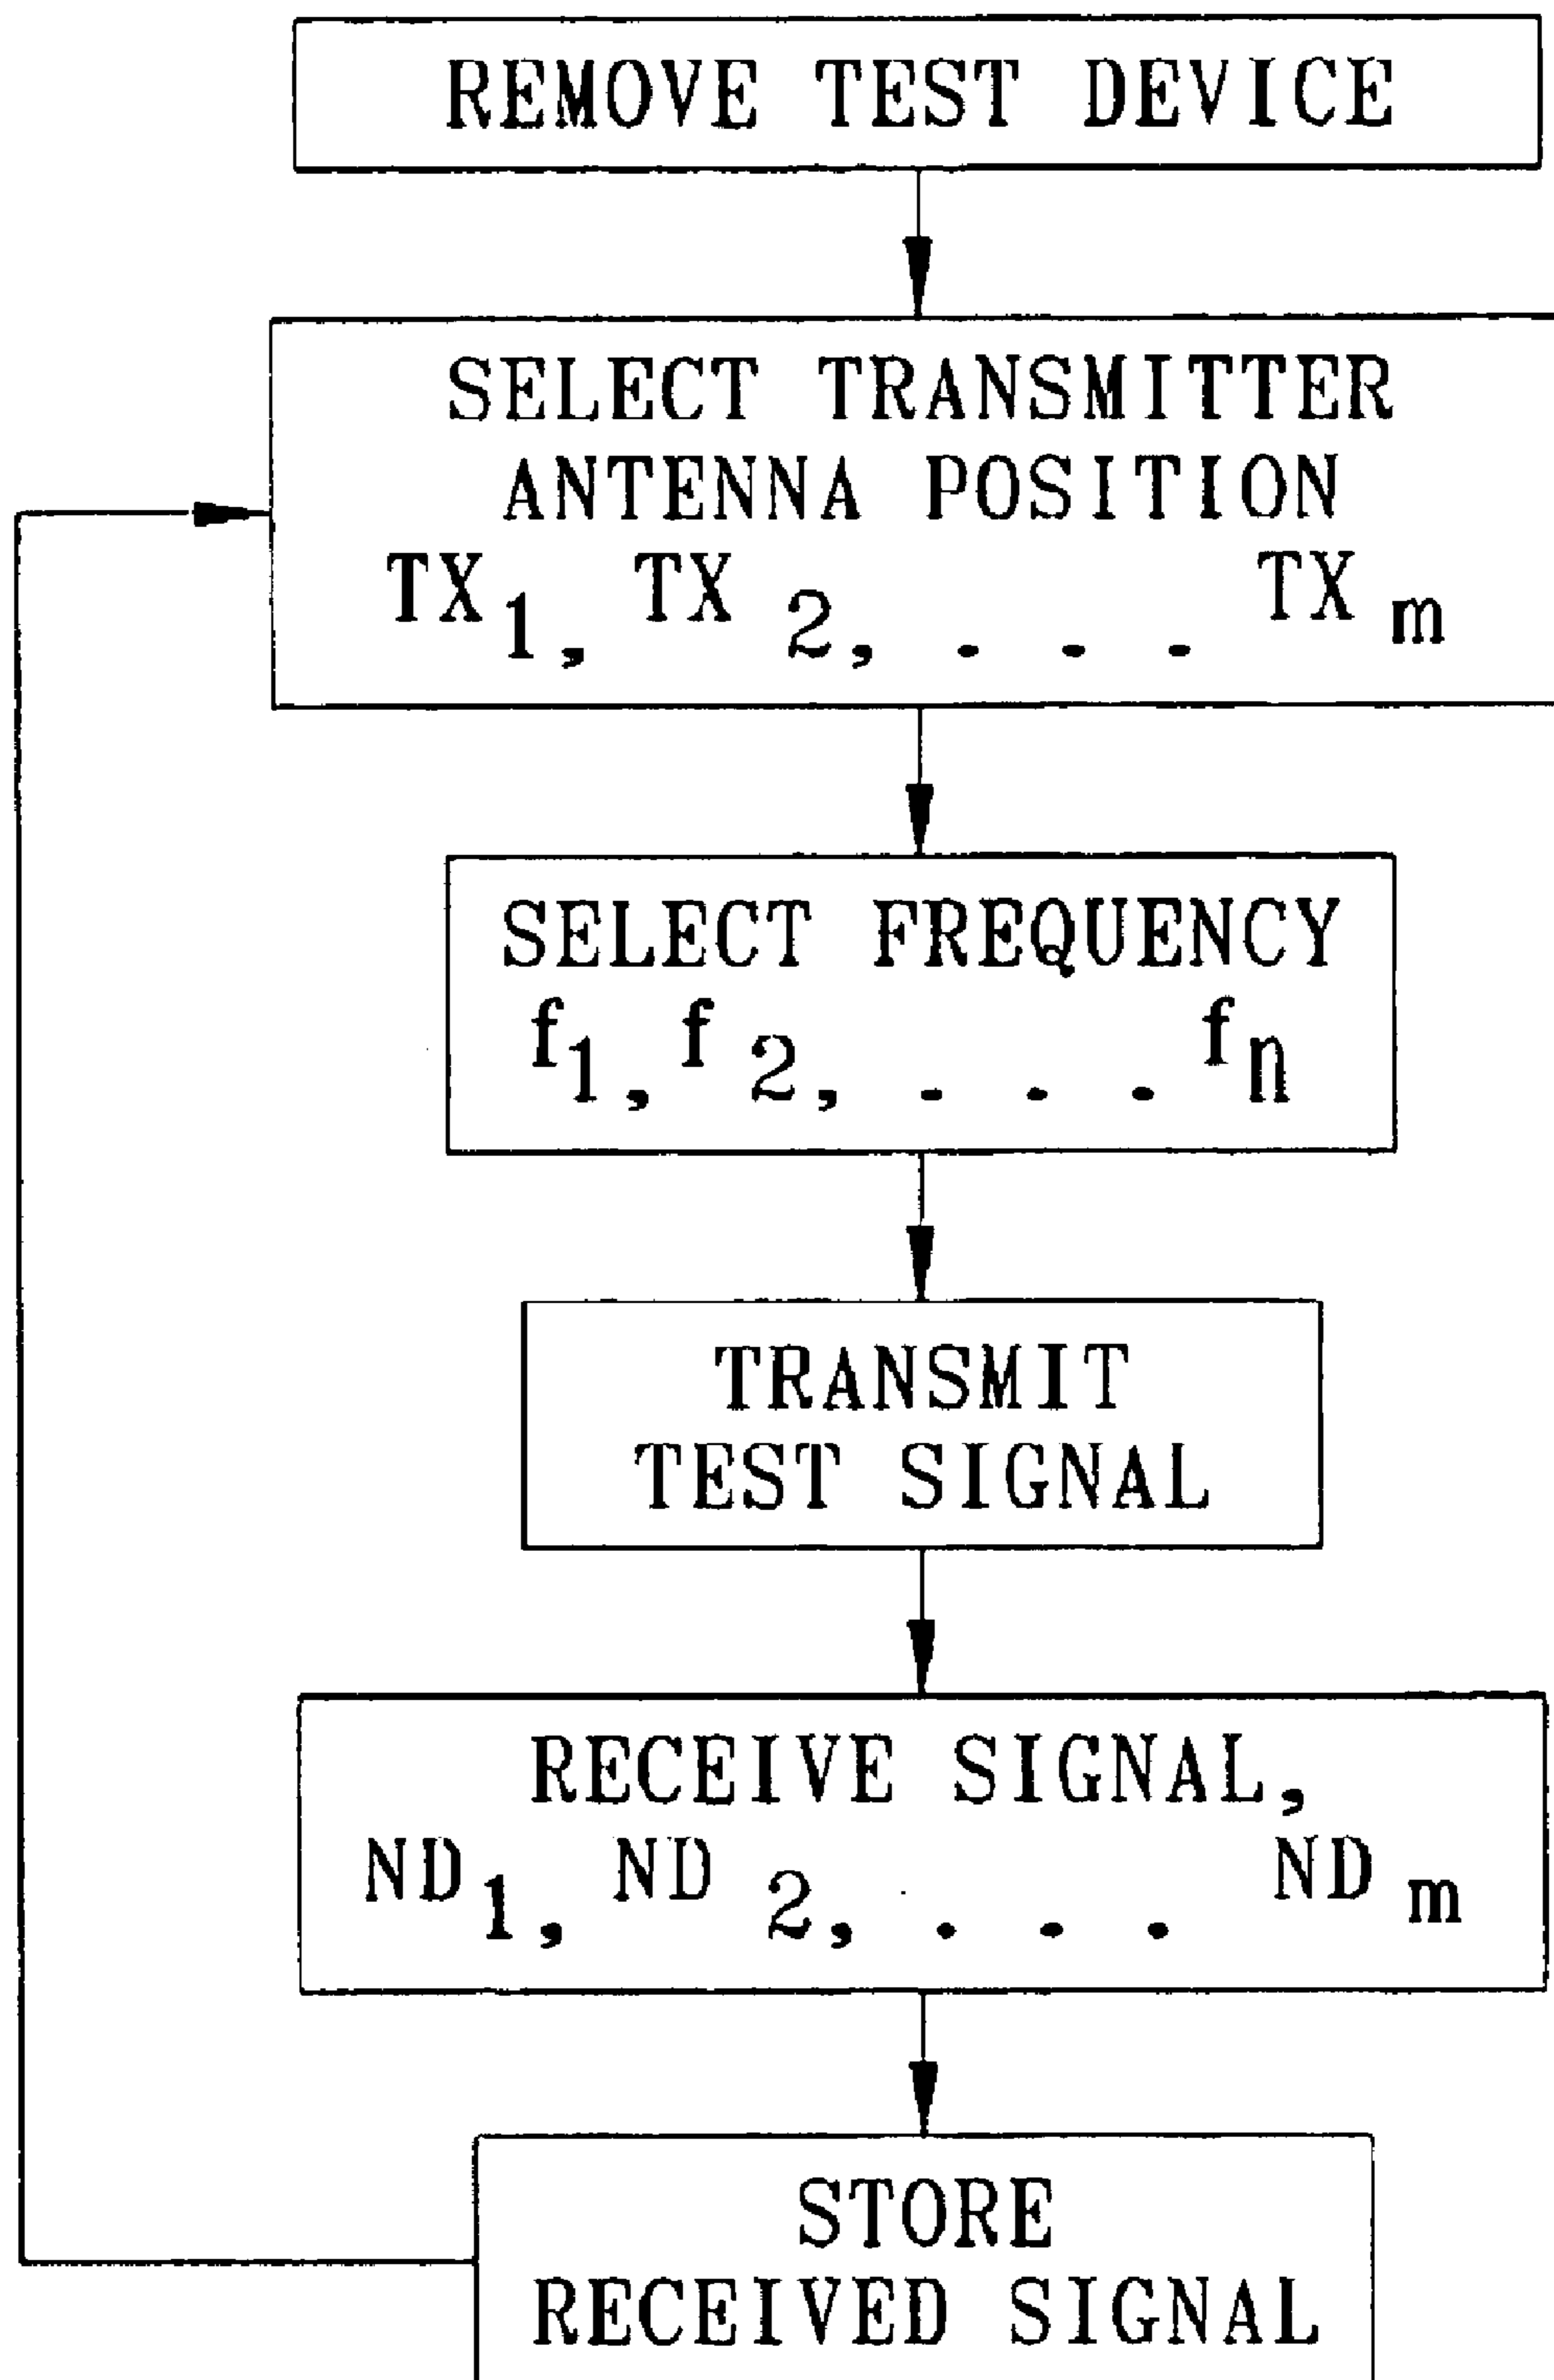 REMOVE TEST DEVICE
SELECT TRANSMITTER
ANTENNA POSITION
TX₁, TX₂, . . . TXₘ
SELECT FREQUENCY
f₁, f₂, . . . fₙ
TRANSMIT
TEST SIGNAL
RECEIVE SIGNAL,
ND₁, ND₂, . . . NDₘ
STORE
RECEIVED SIGNAL